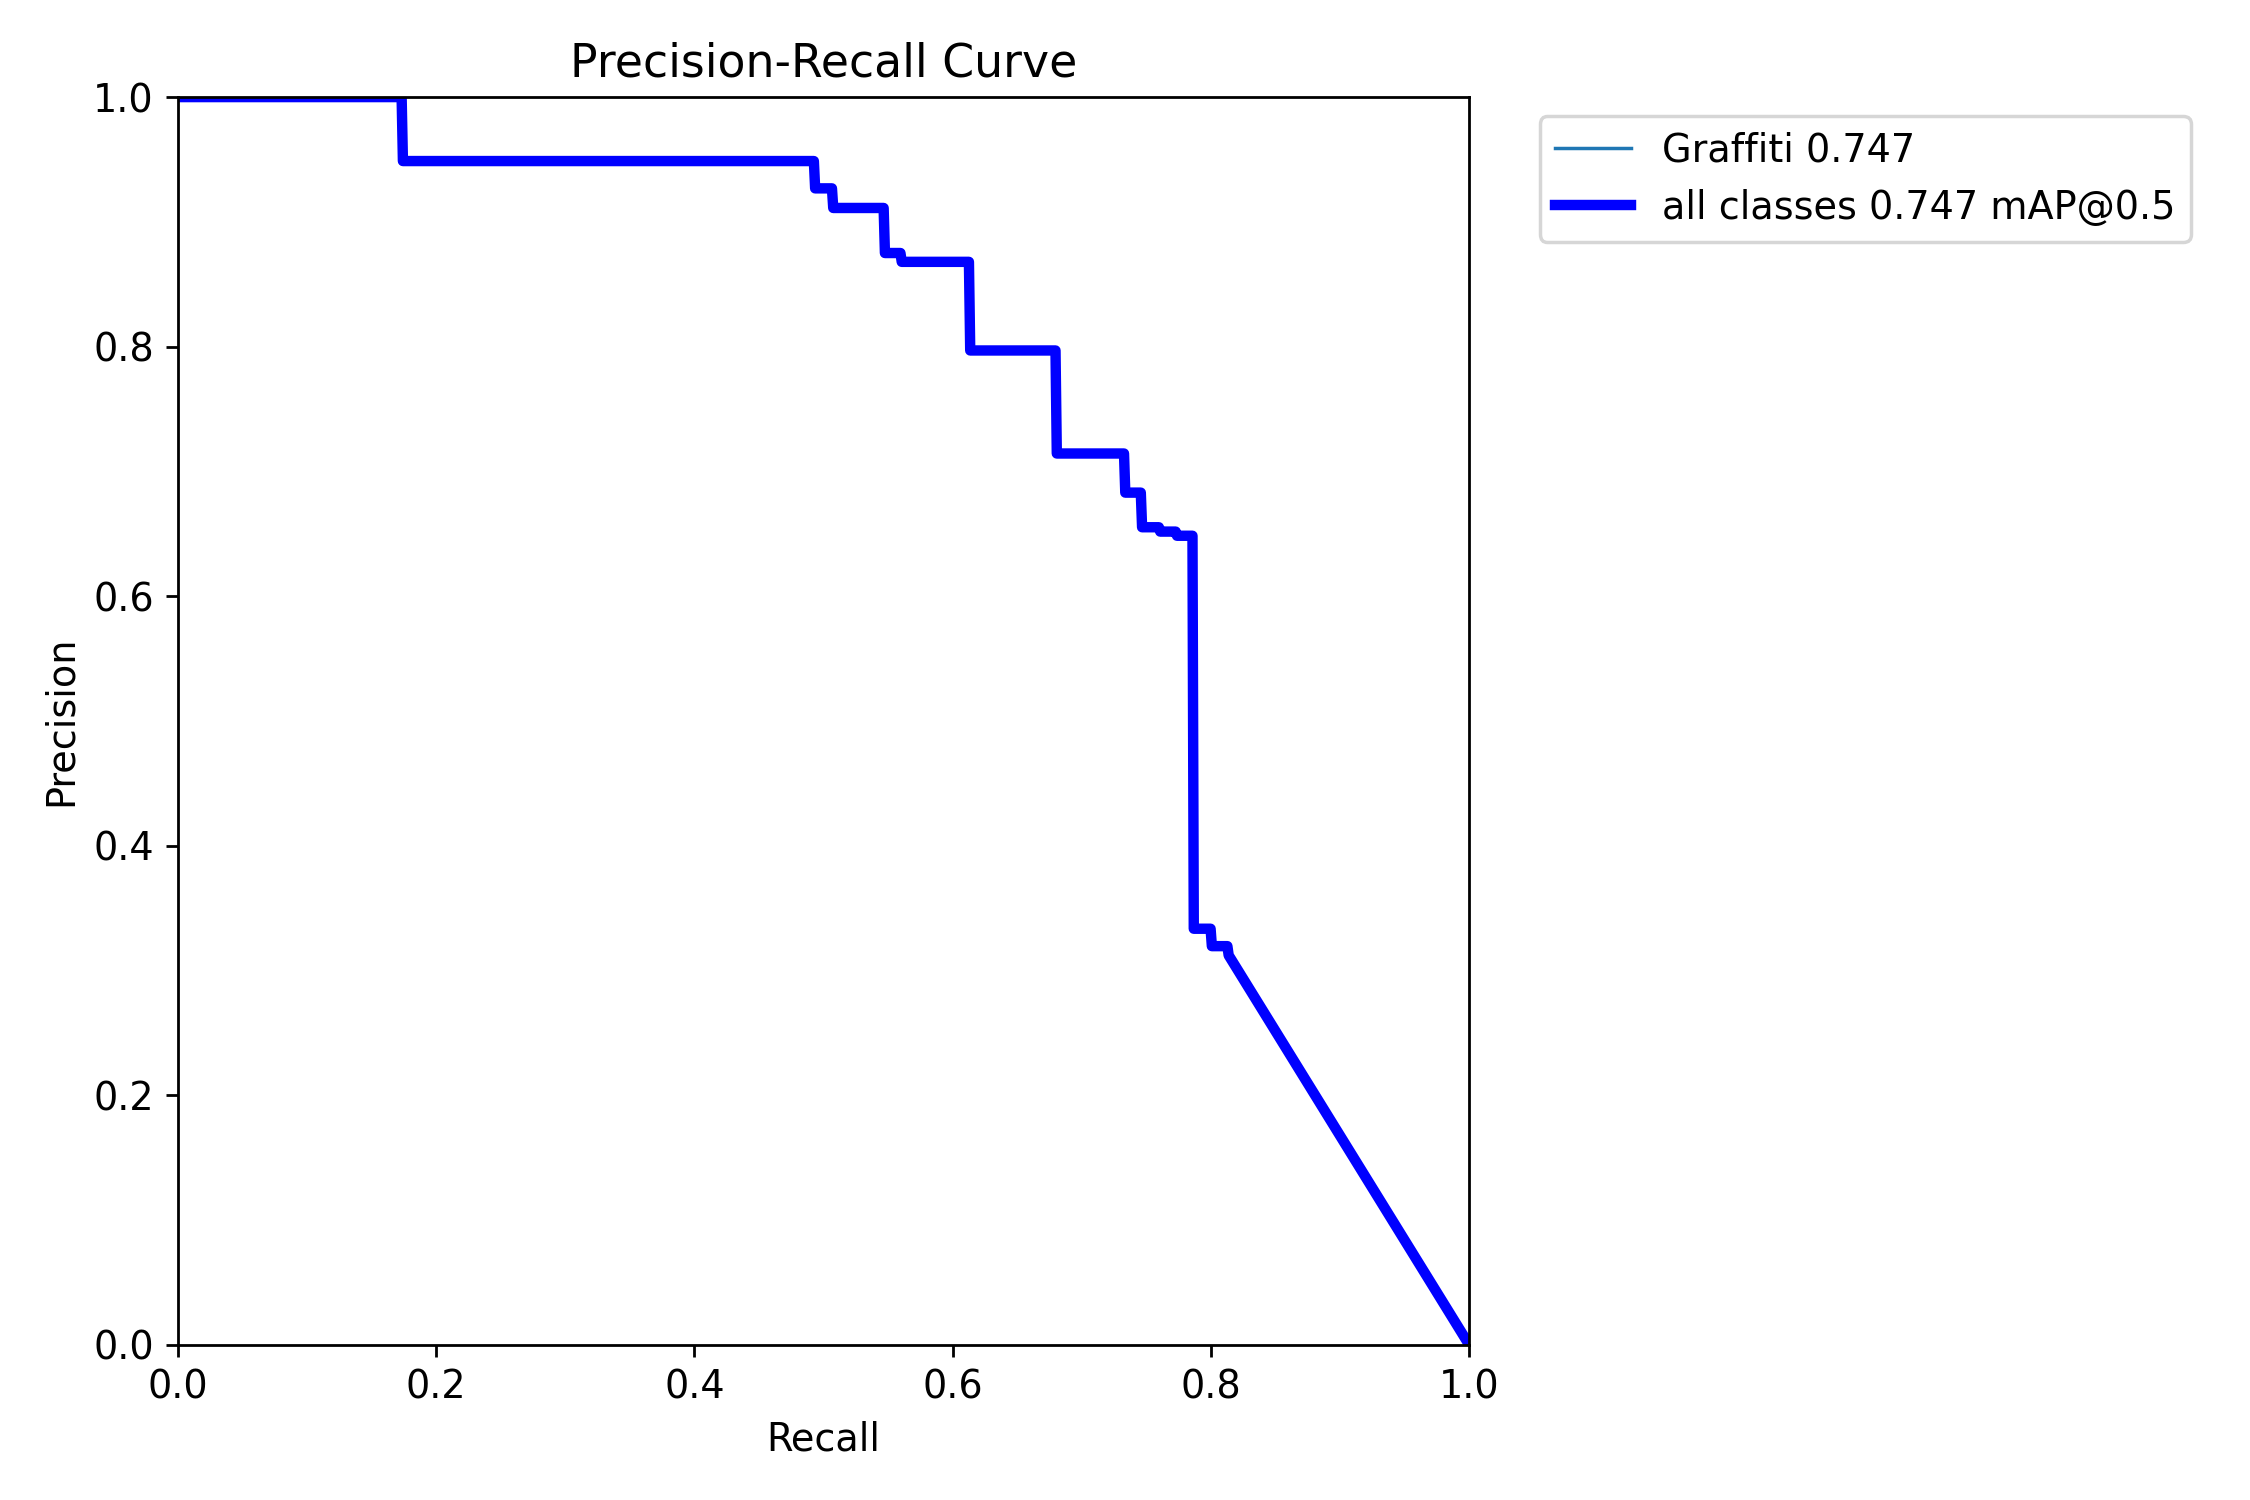 Precision-Recall Curve
1.0
0.8
0.6
0.4
0.2
0.0
Precision
0.0 0.2 0.4 0.6 0.8 1.0
Recall
Graffiti 0.747
all classes 0.747 mAP@0.5